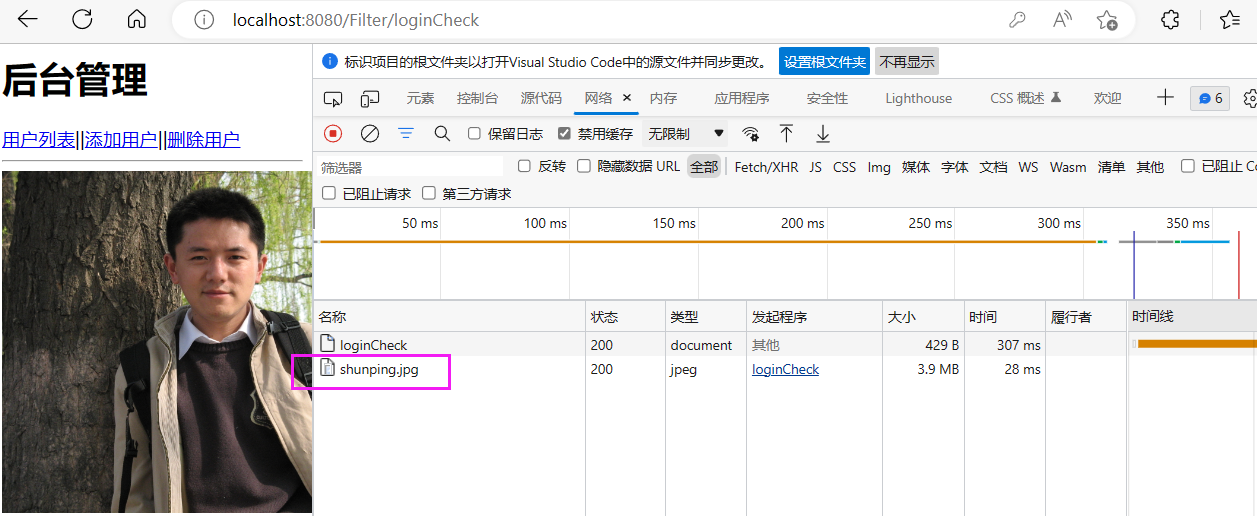 localhost:8080/Filter/loginCheck
后台管理
用户列表||添加用户||删除用户
标识项目的根文件夹以打开Visual Studio Code中的源文件并同步更改。 设置根文件夹 不再显示
元素 控制台 源代码 网络 内存 应用程序 安全性 Lighthouse CSS 概述 欢迎 6
保留日志 禁用缓存 无限制
筛选器 反转 隐藏数据 URL 全部 Fetch/XHR JS CSS Img 媒体 字体 文档 WS Wasm 清单 其他 已阻止
已阻止请求 第三方请求
50 ms 100 ms 150 ms 200 ms 250 ms 300 ms 350 ms
名称 状态 类型 发起程序 大小 时间 履行者 时间线
loginCheck 200 document 其他 429 B 307 ms
shunping.jpg 200 jpeg loginCheck 3.9 MB 28 ms